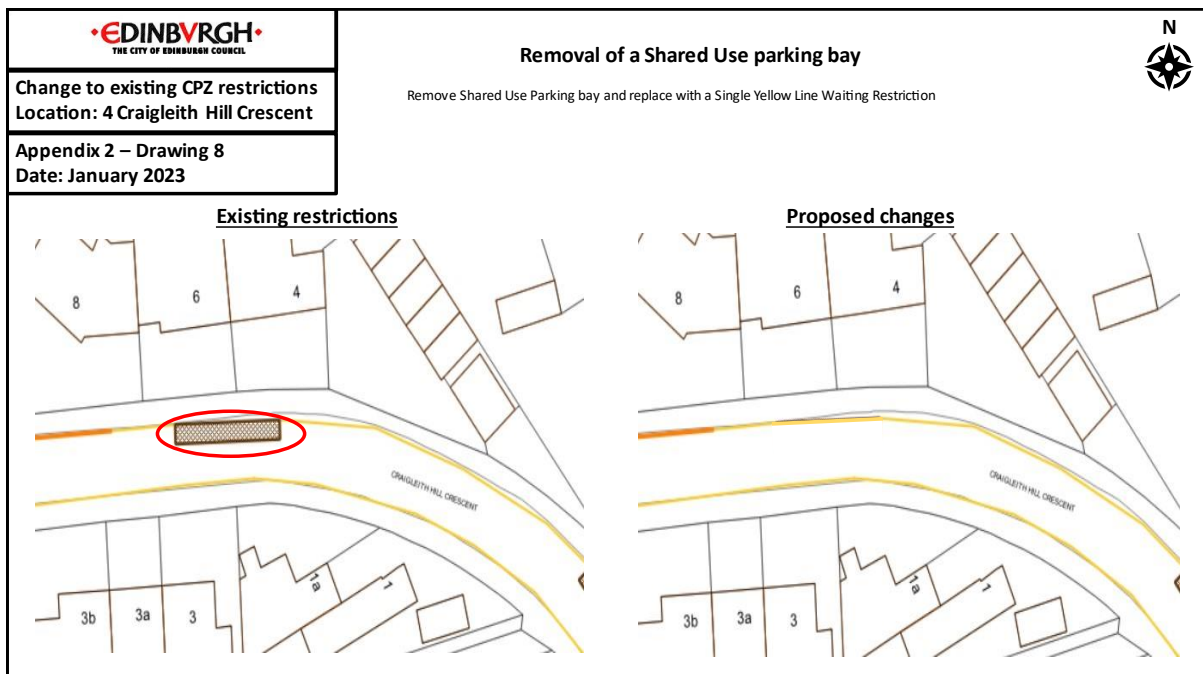 EDINBVRGH
THE CITY OF EDINBURGH COUNCIL
Change to existing CPZ restrictions
Location: 4 Craigleith Hill Crescent
Appendix 2 – Drawing 8
Date: January 2023
Removal of a Shared Use parking bay
Remove Shared Use Parking bay and replace with a Single Yellow Line Waiting Restriction
N
Existing restrictions
8
6
4
CRAIGLEITH HILL CRESCENT
3b
3a
3
1a
1
Proposed changes
8
6
4
CRAIGLEITH HILL CRESCENT
3b
3a
3
1a
1